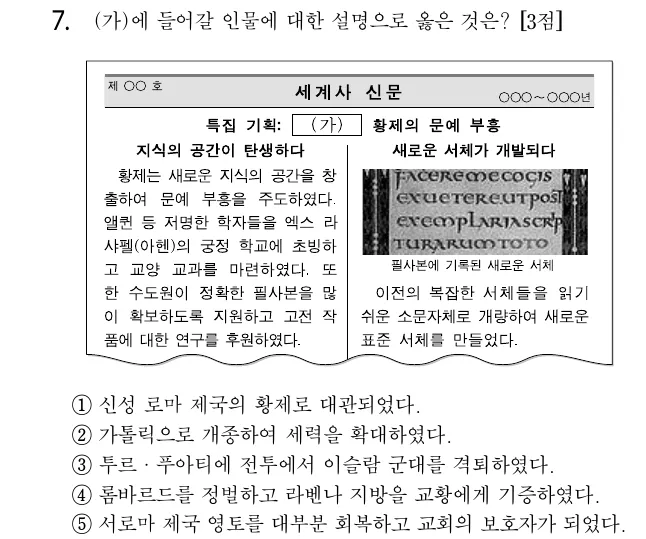 7. (가)에 들어갈 인물에 대한 설명으로 옳은 것은? [3점]
제 ○○ 호
세계사 신문
○○○～○○○년
특집 기획: (가) 황제의 문예 부흥
지식의 공간이 탄생하다
황제는 새로운 지식의 공간을 창
출하여 문예 부흥을 주도하였다.
앨퀸 등 저명한 학자들을 엑스 라
샤펠(아헨)의 궁정 학교에 초빙하
고 교양 교과를 마련하였다. 또
한 수도원이 정확한 필사본을 많
이 확보하도록 지원하고 고전 작
품에 대한 연구를 후원하였다.
새로운 서체가 개발되다
FACEREMECOGIS
EXUETEREUTPOST
EXEMPLARIASCRIP
TURARUMTOTO
필사본에 기록된 새로운 서체
이전의 복잡한 서체들을 읽기
쉬운 소문자체로 개량하여 새로운
표준 서체를 만들었다.
① 신성 로마 제국의 황제로 대관되었다.
② 가톨릭으로 개종하여 세력을 확대하였다.
③ 투르 · 푸아티에 전투에서 이슬람 군대를 격퇴하였다.
④ 롬바르드를 정벌하고 라벤나 지방을 교황에게 기증하였다.
⑤ 서로마 제국 영토를 대부분 회복하고 교회의 보호자가 되었다.